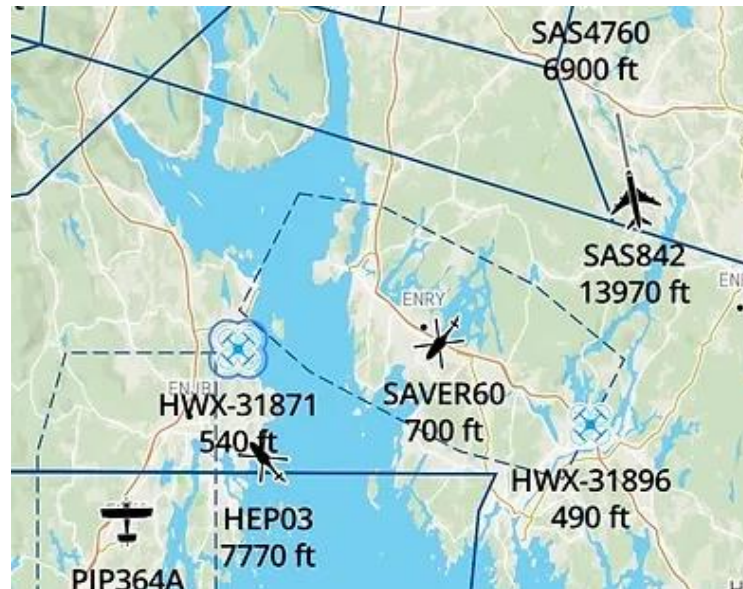 SAS4760
6900 ft
SAS842
13970 ft
ENRY
SAVER60
700 ft
HWX-31871
540 ft
HWX-31896
490 ft
HEP03
7770 ft
PIP364A